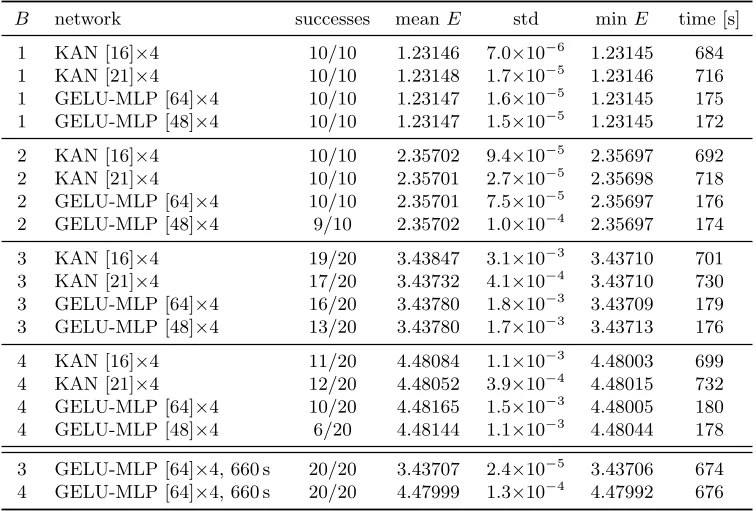 B network successes mean E std min E time [s]
1 KAN [16]×4 10/10 1.23146 7.0×10⁻⁶ 1.23145 684
1 KAN [21]×4 10/10 1.23148 1.7×10⁻⁵ 1.23146 716
1 GELU-MLP [64]×4 10/10 1.23147 1.6×10⁻⁵ 1.23145 175
1 GELU-MLP [48]×4 10/10 1.23147 1.5×10⁻⁵ 1.23145 172
2 KAN [16]×4 10/10 2.35702 9.4×10⁻⁵ 2.35697 692
2 KAN [21]×4 10/10 2.35701 2.7×10⁻⁵ 2.35698 718
2 GELU-MLP [64]×4 10/10 2.35701 7.5×10⁻⁵ 2.35697 176
2 GELU-MLP [48]×4 9/10 2.35702 1.0×10⁻⁴ 2.35697 174
3 KAN [16]×4 19/20 3.43847 3.1×10⁻³ 3.43710 701
3 KAN [21]×4 17/20 3.43732 4.1×10⁻⁴ 3.43710 730
3 GELU-MLP [64]×4 16/20 3.43780 1.8×10⁻³ 3.43709 179
3 GELU-MLP [48]×4 13/20 3.43780 1.7×10⁻³ 3.43713 176
4 KAN [16]×4 11/20 4.48084 1.1×10⁻³ 4.48003 699
4 KAN [21]×4 12/20 4.48052 3.9×10⁻⁴ 4.48015 732
4 GELU-MLP [64]×4 10/20 4.48165 1.5×10⁻³ 4.48005 180
4 GELU-MLP [48]×4 6/20 4.48144 1.1×10⁻³ 4.48044 178
3 GELU-MLP [64]×4, 660 s 20/20 3.43707 2.4×10⁻⁵ 3.43706 674
4 GELU-MLP [64]×4, 660 s 20/20 4.47999 1.3×10⁻⁴ 4.47992 676